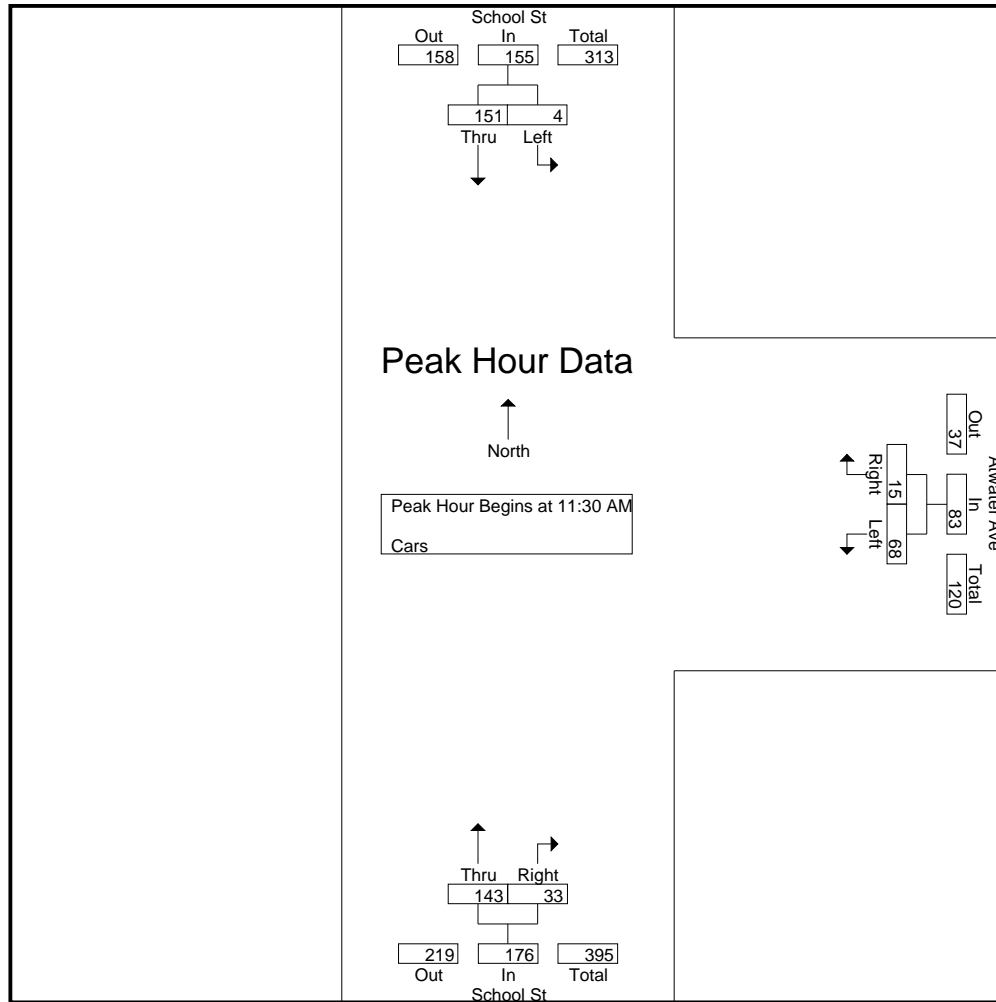 School St
Out In Total
158 155 313
151 4
Thru Left
Peak Hour Data
North
Peak Hour Begins at 11:30 AM
Cars
Out In Total
37 83 120
Atwater Ave
Right Left
15 68
Thru Right
143 33
219 176 395
Out In Total
School St